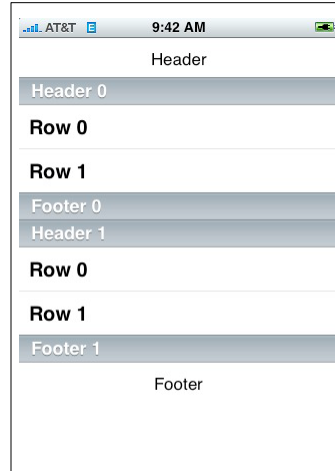 AT&T E 9:42 AM
Header
Header 0
Row 0
Row 1
Footer 0
Header 1
Row 0
Row 1
Footer 1
Footer